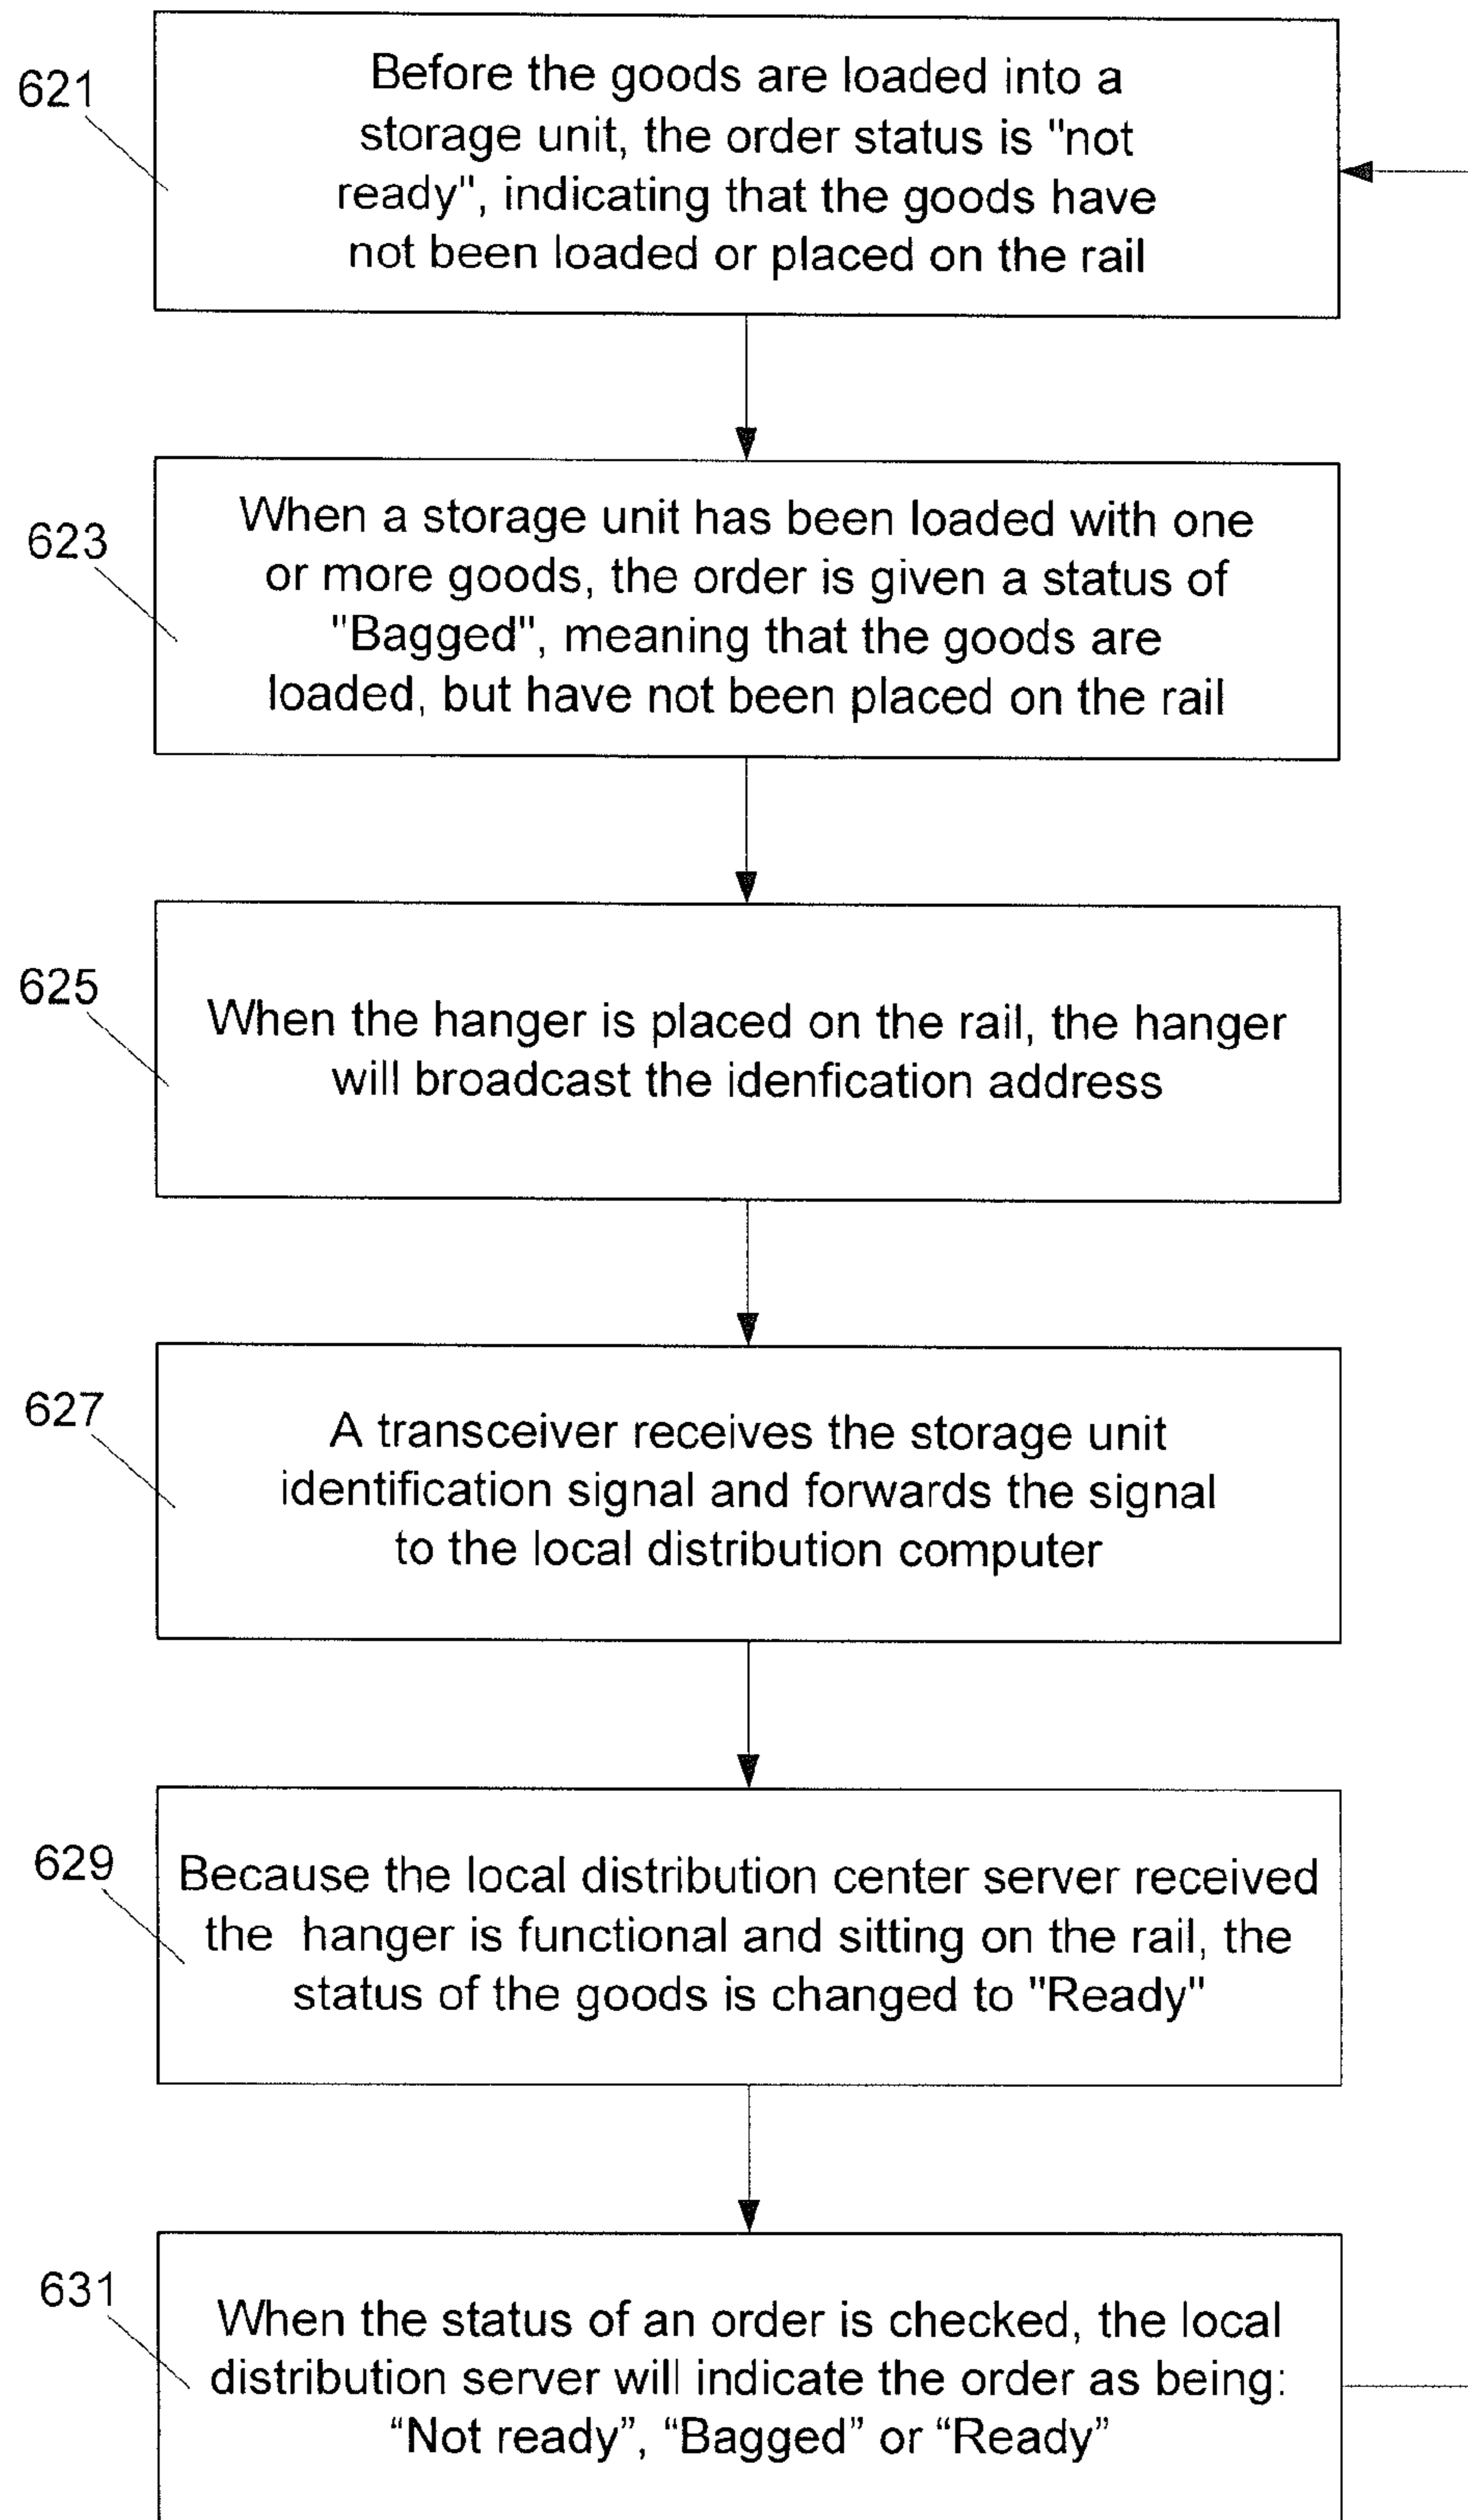 621
Before the goods are loaded into a
storage unit, the order status is "not
ready", indicating that the goods have
not been loaded or placed on the rail
623
When a storage unit has been loaded with one
or more goods, the order is given a status of
"Bagged", meaning that the goods are
loaded, but have not been placed on the rail
625
When the hanger is placed on the rail, the hanger
will broadcast the idenfication address
627
A transceiver receives the storage unit
identification signal and forwards the signal
to the local distribution computer
629
Because the local distribution center server received
the hanger is functional and sitting on the rail, the
status of the goods is changed to "Ready"
631
When the status of an order is checked, the local
distribution server will indicate the order as being:
“Not ready”, “Bagged” or “Ready”